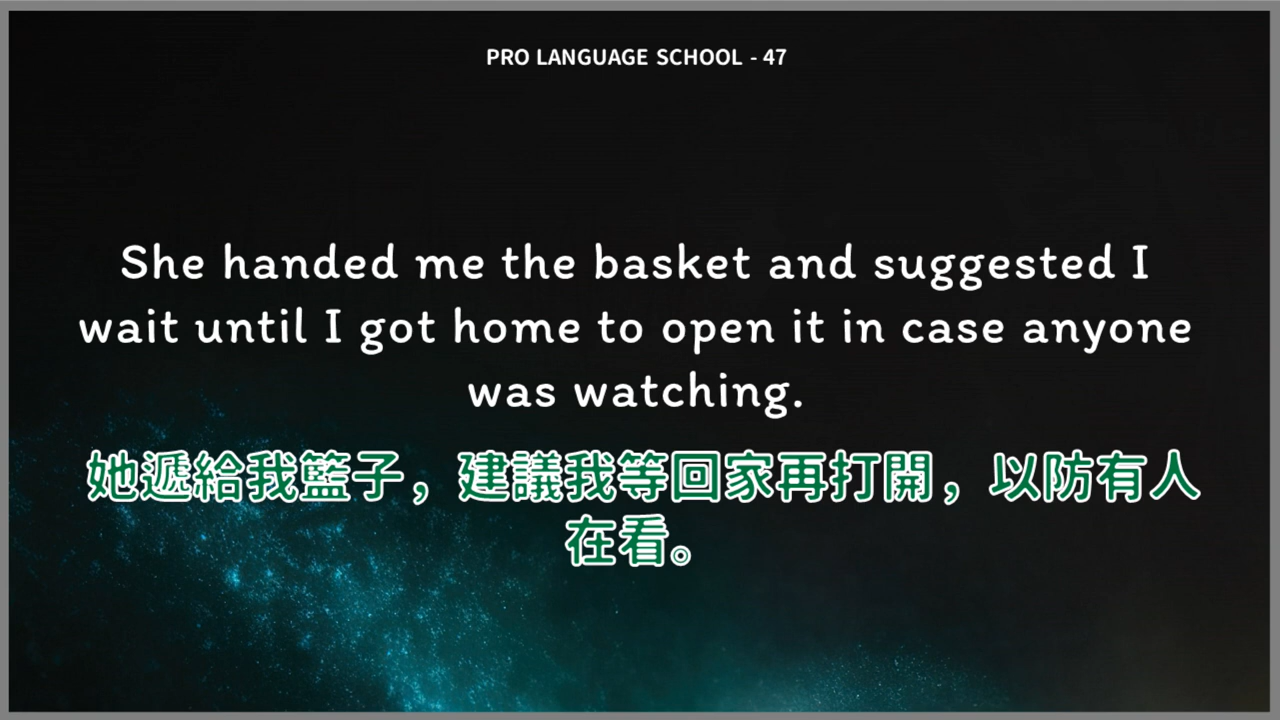 PRO LANGUAGE SCHOOL - 47
She handed me the basket and suggested I
wait until I got home to open it in case anyone
was watching.
她遞給我籃子，建議我等回家再打開，以防有人
在看。